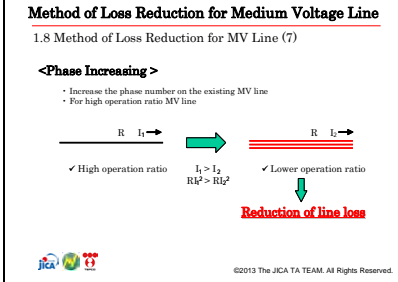 Method of Loss Reduction for Medium Voltage Line
1.8 Method of Loss Reduction for MV Line (7)
<Phase Increasing >
・Increase the phase number on the existing MV line
・For high operation ratio MV line
R I₁
R I₂
✓ High operation ratio
I₁ > I₂
RI₁² > RI₂²
✓ Lower operation ratio
Reduction of line loss
jica
TEPCO
©2013 The JICA TA TEAM. All Rights Reserved.